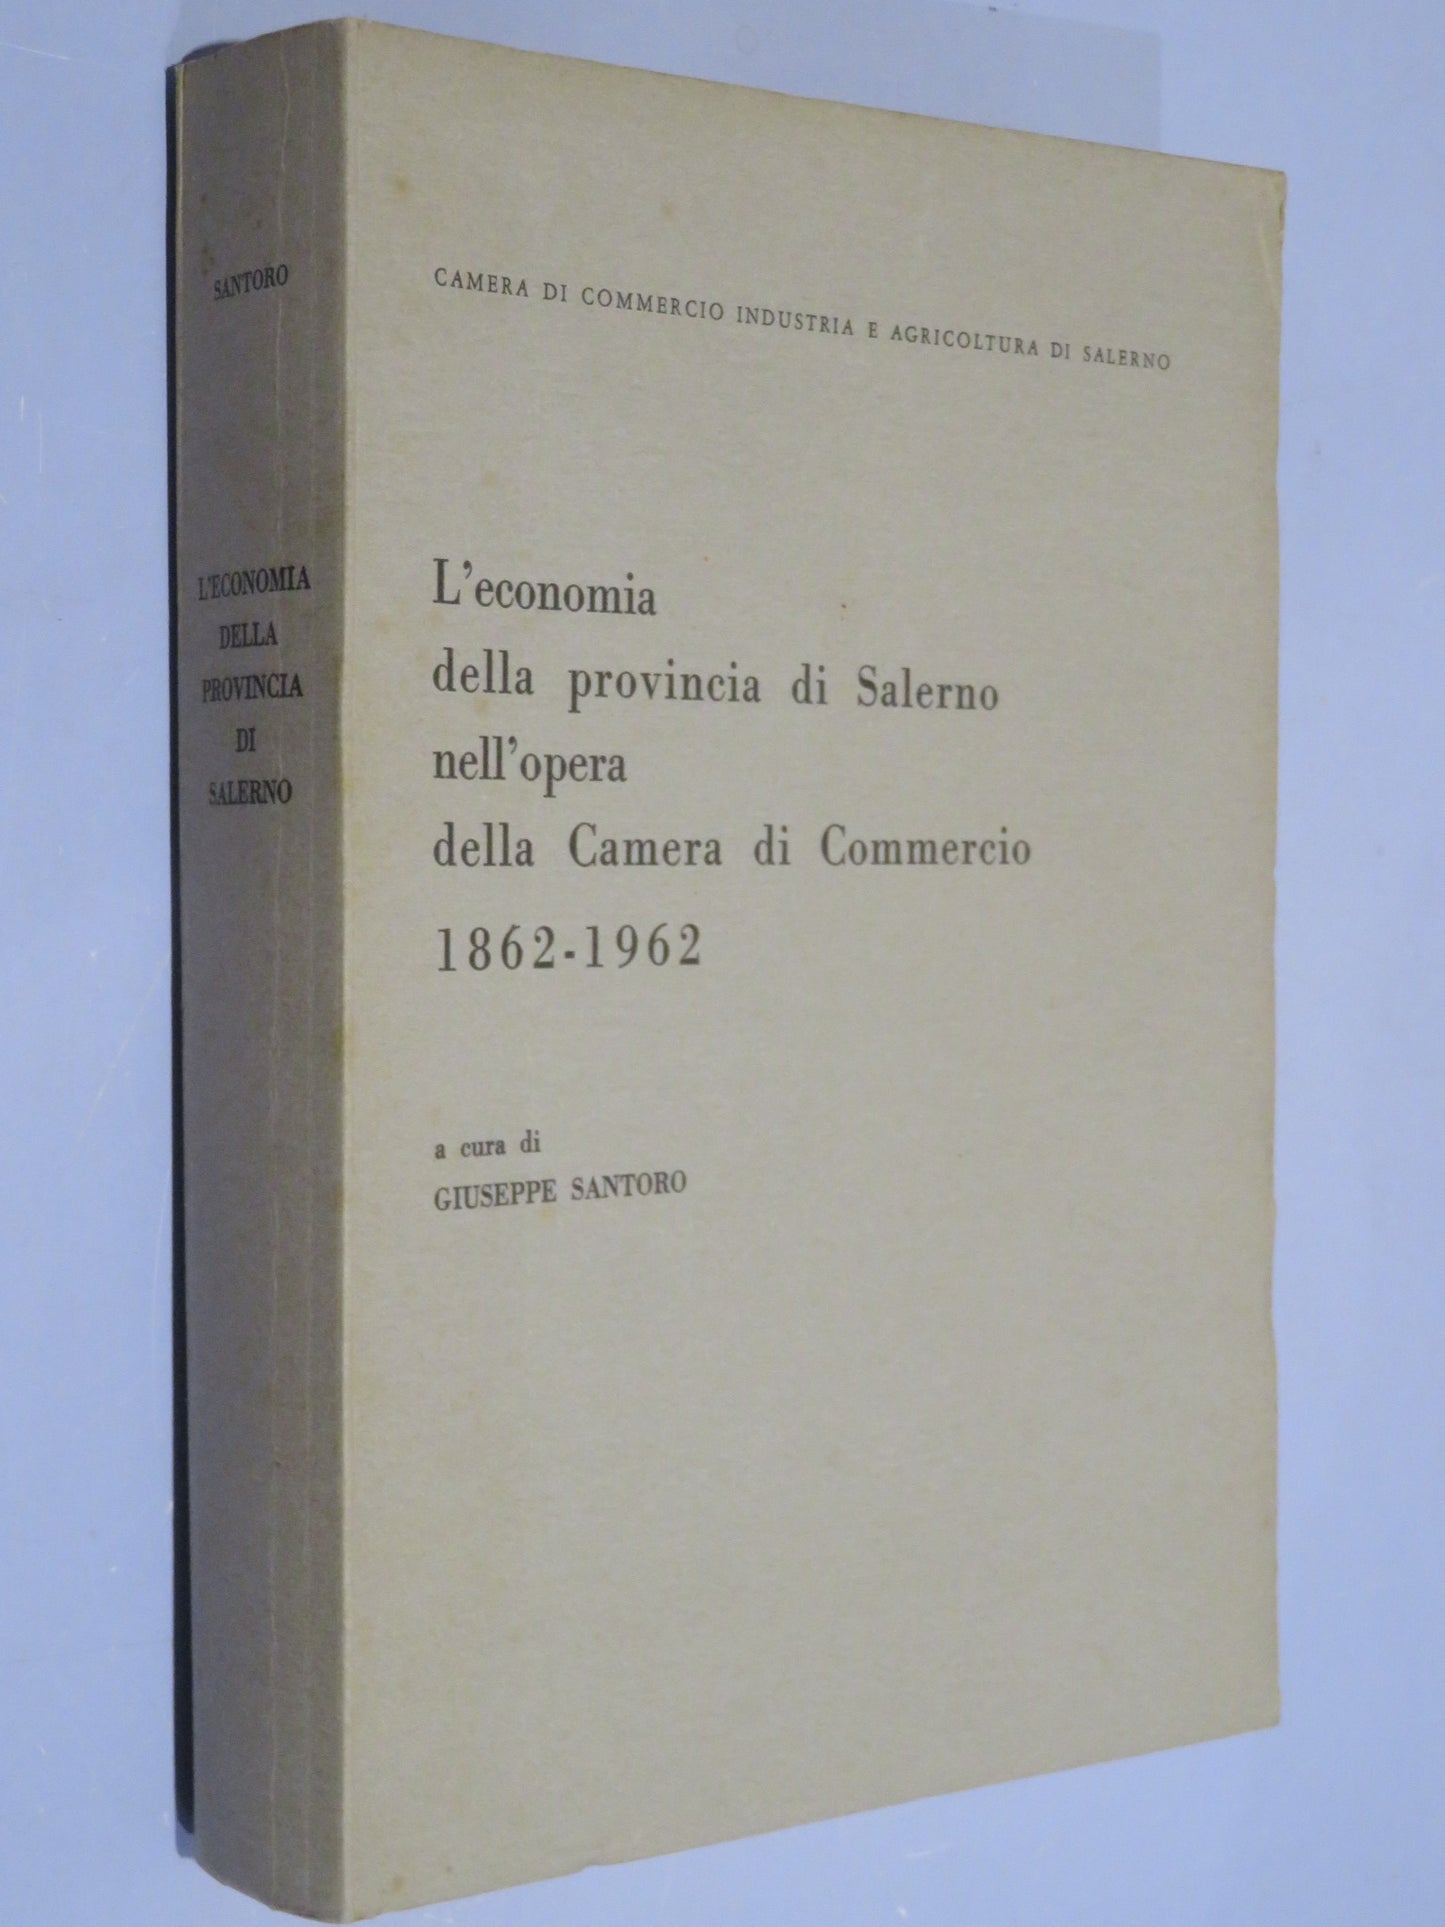 SANTORO
L'ECONOMIA
DELLA
PROVINCIA
DI
SALERNO
CAMERA DI COMMERCIO INDUSTRIA E AGRICOLTURA DI SALERNO
L'economia
della provincia di Salerno
nell'opera
della Camera di Commercio
1862-1962
a cura di
GIUSEPPE SANTORO